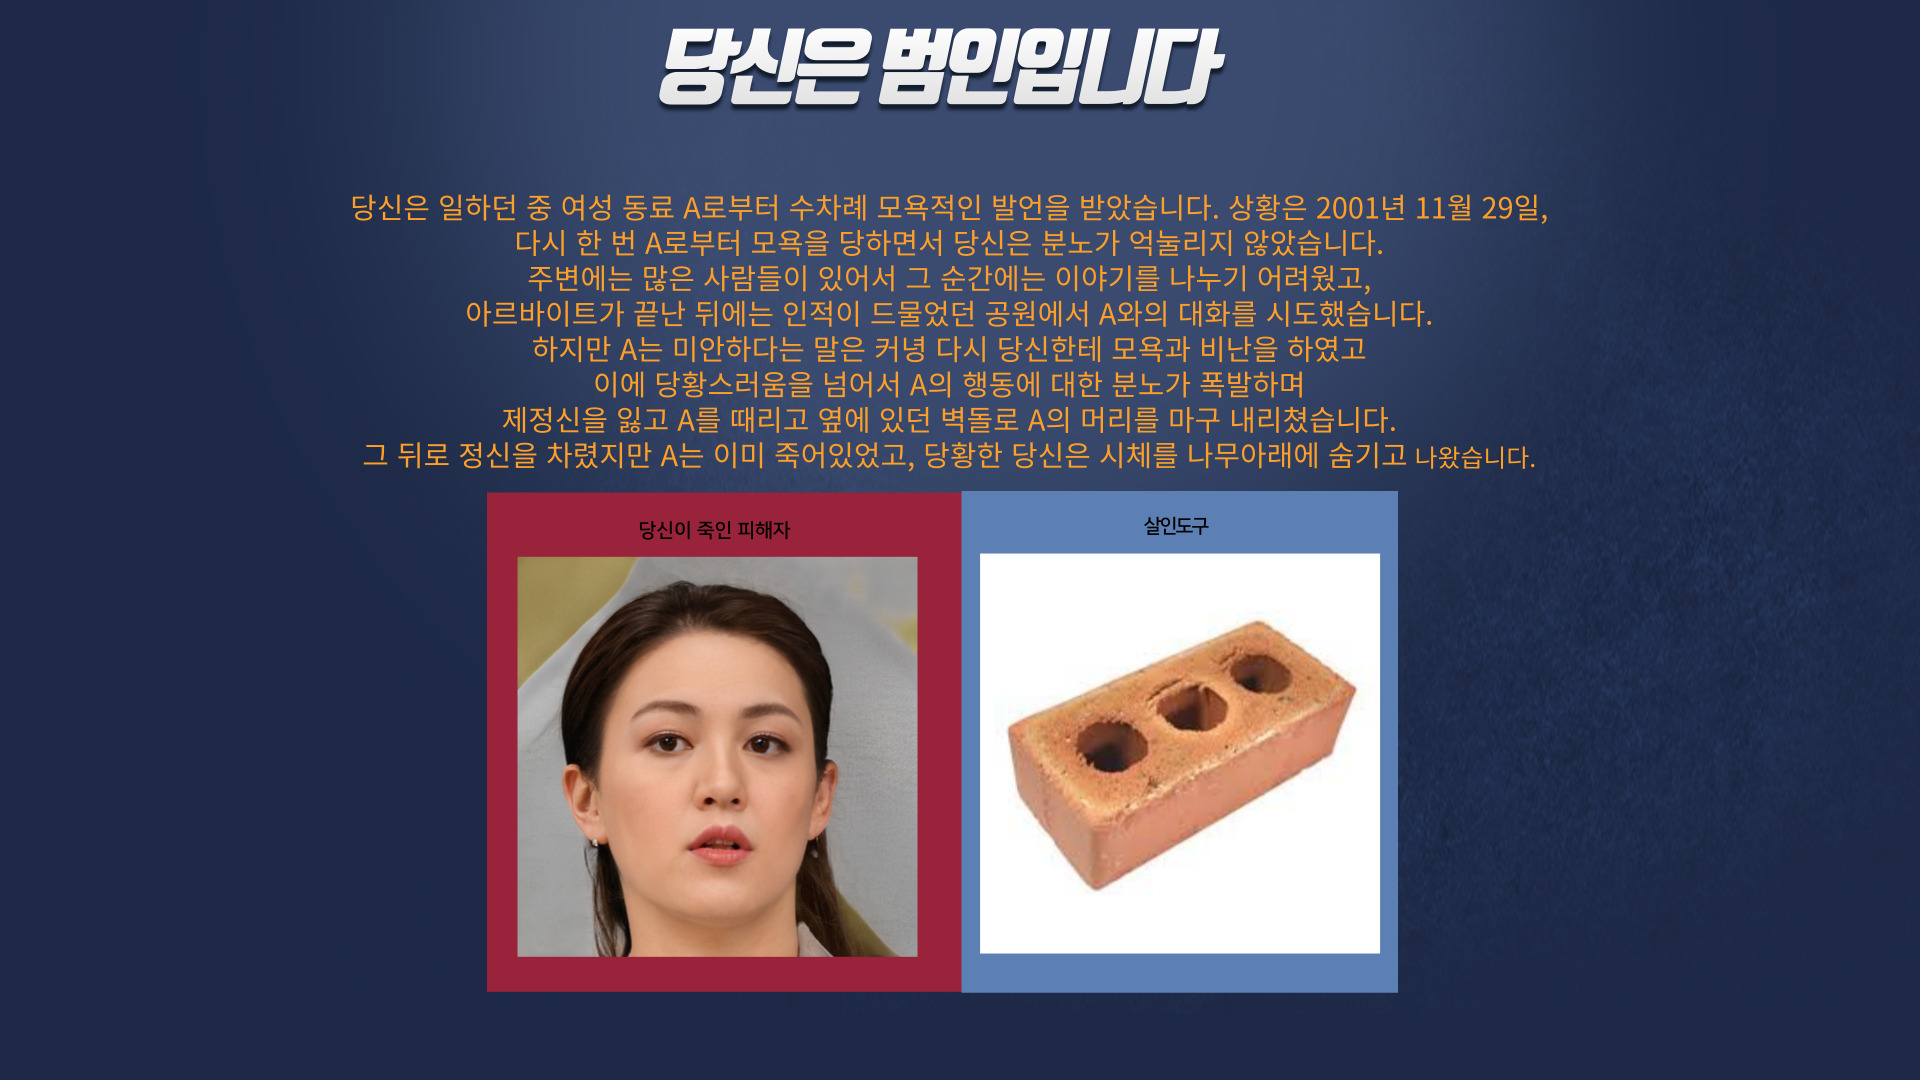 당신은 범인입니다
당신은 일하던 중 여성 동료 A로부터 수차례 모욕적인 발언을 받았습니다. 상황은 2001년 11월 29일,
다시 한 번 A로부터 모욕을 당하면서 당신은 분노가 억눌리지 않았습니다.
주변에는 많은 사람들이 있어서 그 순간에는 이야기를 나누기 어려웠고,
아르바이트가 끝난 뒤에는 인적이 드물었던 공원에서 A와의 대화를 시도했습니다.
하지만 A는 미안하다는 말은 커녕 다시 당신한테 모욕과 비난을 하였고
이에 당황스러움을 넘어서 A의 행동에 대한 분노가 폭발하며
제정신을 잃고 A를 때리고 옆에 있던 벽돌로 A의 머리를 마구 내리쳤습니다.
그 뒤로 정신을 차렸지만 A는 이미 죽어있었고, 당황한 당신은 시체를 나무아래에 숨기고 나왔습니다.
당신이 죽인 피해자
살인도구